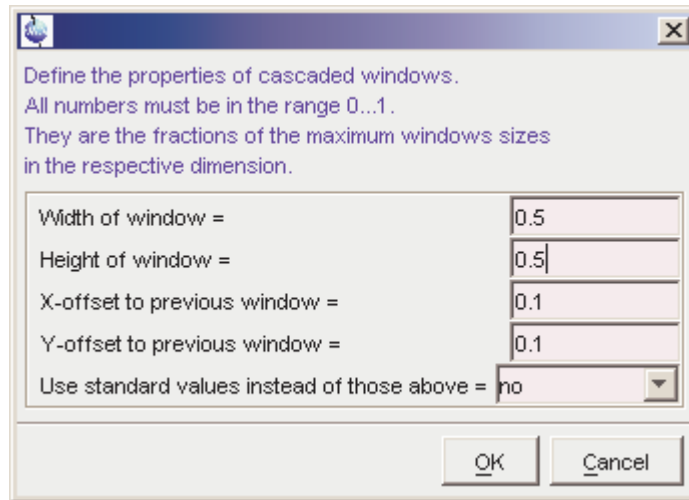 Define the properties of cascaded windows.
All numbers must be in the range 0...1.
They are the fractions of the maximum windows sizes
in the respective dimension.
Width of window = 0.5
Height of window = 0.5
X-offset to previous window = 0.1
Y-offset to previous window = 0.1
Use standard values instead of those above = no
OK Cancel